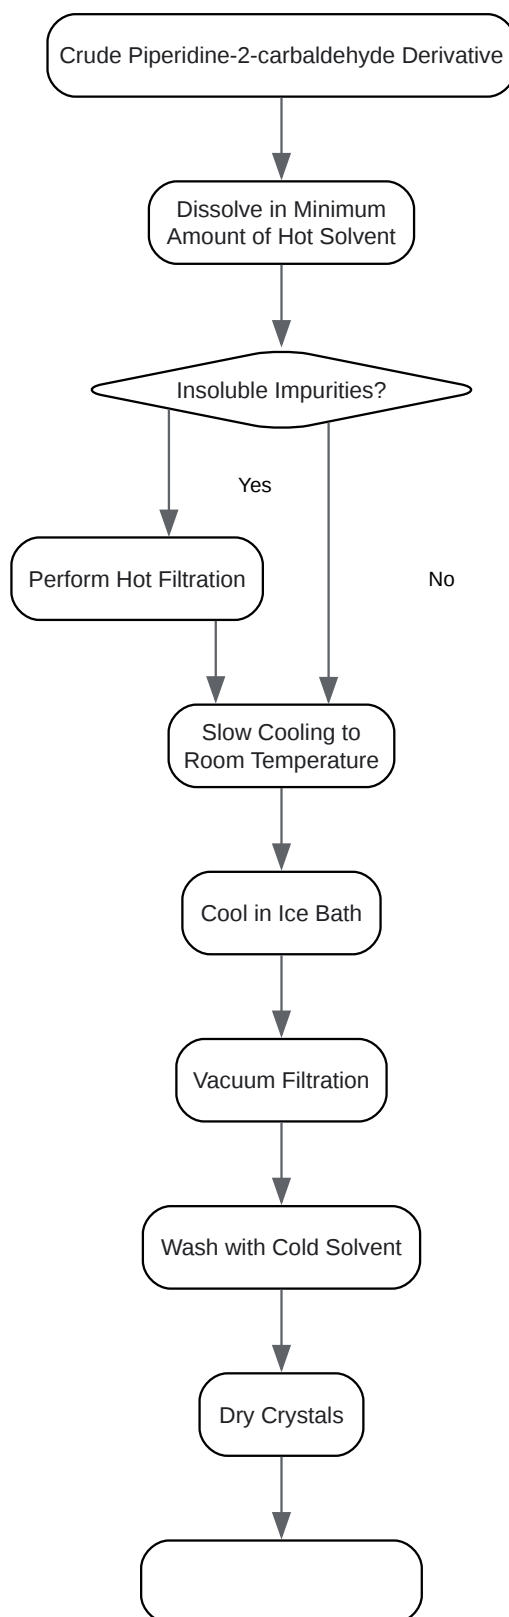 Crude Piperidine-2-carbaldehyde Derivative
Dissolve in Minimum
Amount of Hot Solvent
Insoluble Impurities?
Yes
Perform Hot Filtration
No
Slow Cooling to
Room Temperature
Cool in Ice Bath
Vacuum Filtration
Wash with Cold Solvent
Dry Crystals